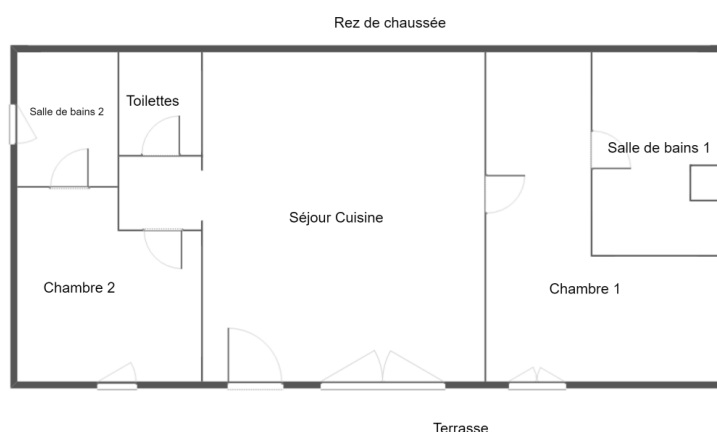 Rez de chaussée
Toilettes
Salle de bains 2
Salle de bains 1
Séjour Cuisine
Chambre 2
Chambre 1
Terrasse